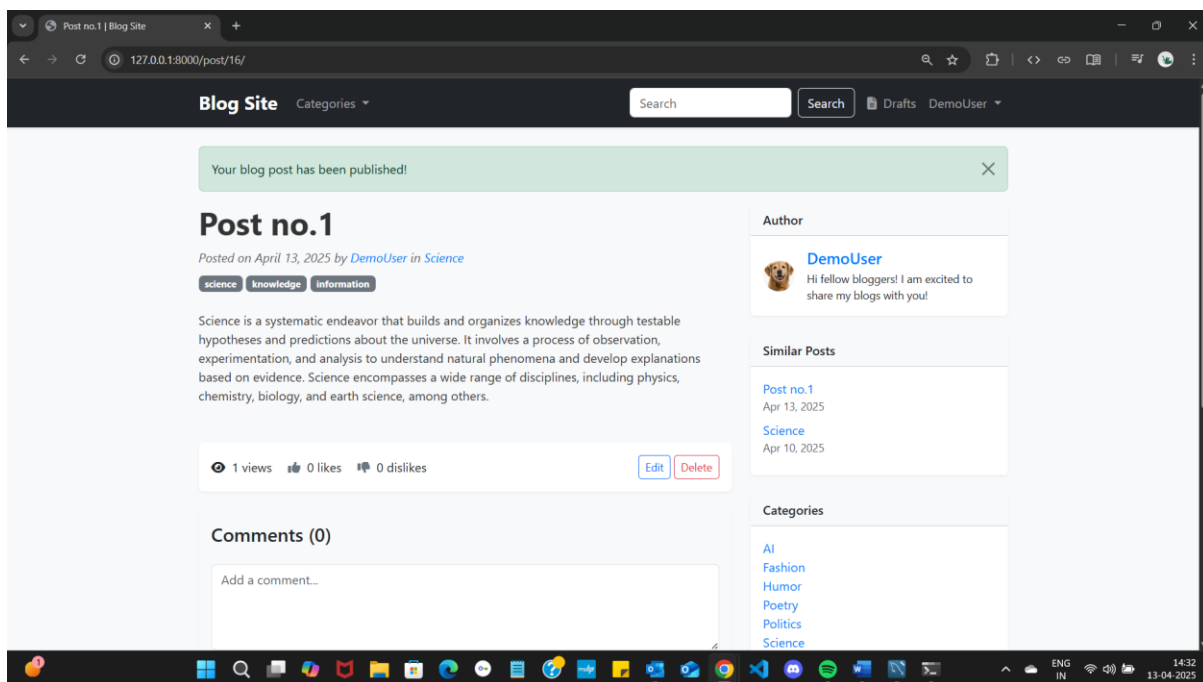 Post no.1 | Blog Site
127.0.0.1:8000/post/16/
Blog Site Categories Search Search Drafts DemoUser
Your blog post has been published!
Post no.1
Posted on April 13, 2025 by DemoUser in Science
science knowledge information
Science is a systematic endeavor that builds and organizes knowledge through testable
hypotheses and predictions about the universe. It involves a process of observation,
experimentation, and analysis to understand natural phenomena and develop explanations
based on evidence. Science encompasses a wide range of disciplines, including physics,
chemistry, biology, and earth science, among others.
1 views 0 likes 0 dislikes Edit Delete
Comments (0)
Add a comment...
Author
DemoUser
Hi fellow bloggers! I am excited to
share my blogs with you!
Similar Posts
Post no.1
Apr 13, 2025
Science
Apr 10, 2025
Categories
AI
Fashion
Humor
Poetry
Politics
Science
1
ENG
IN
14:32
13-04-2025